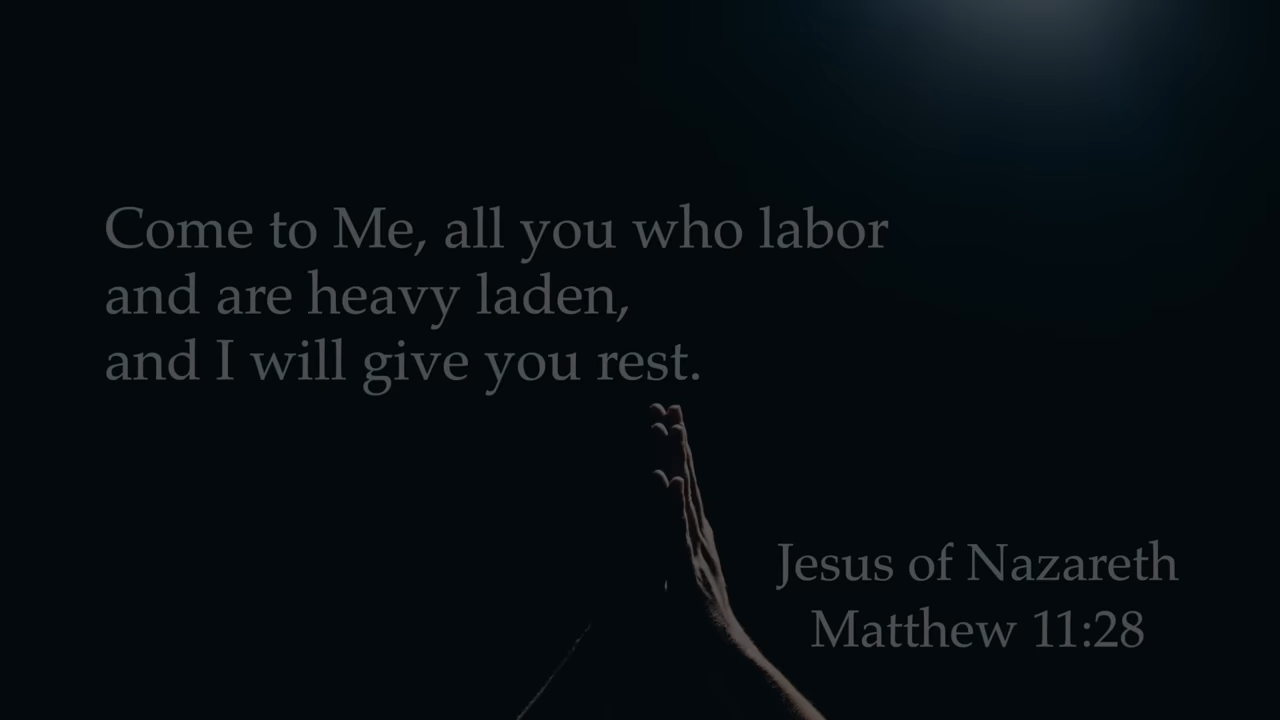 Come to Me, all you who labor
and are heavy laden,
and I will give you rest.
Jesus of Nazareth
Matthew 11:28